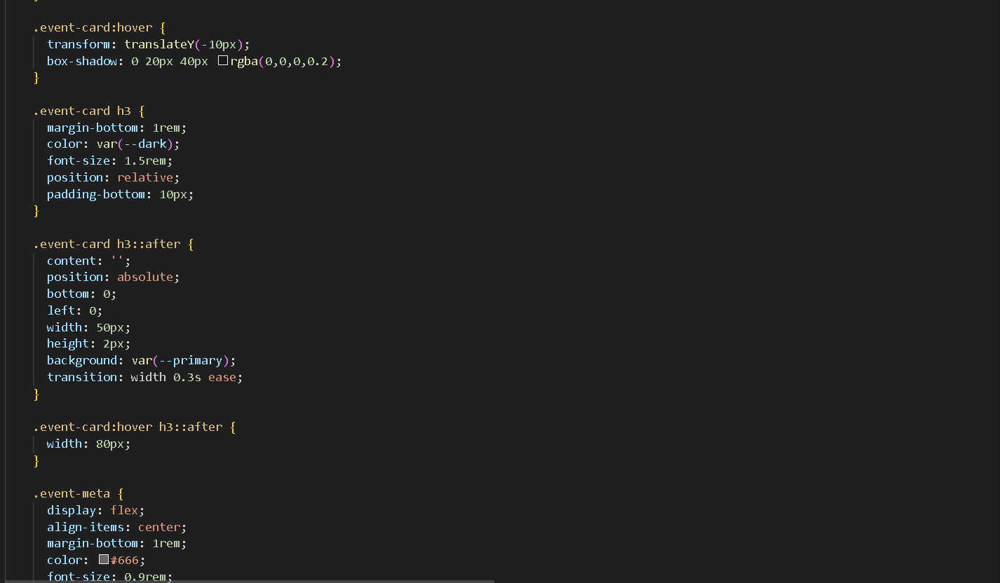 .event-card:hover {
transform: translateY(-10px);
box-shadow: 0 20px 40px rgba(0,0,0,0.2);
}
.event-card h3 {
margin-bottom: 1rem;
color: var(--dark);
font-size: 1.5rem;
position: relative;
padding-bottom: 10px;
}
.event-card h3::after {
content: '';
position: absolute;
bottom: 0;
left: 0;
width: 50px;
height: 2px;
background: var(--primary);
transition: width 0.3s ease;
}
.event-card:hover h3::after {
width: 80px;
}
.event-meta {
display: flex;
align-items: center;
margin-bottom: 1rem;
color: #666;
font-size: 0.9rem;